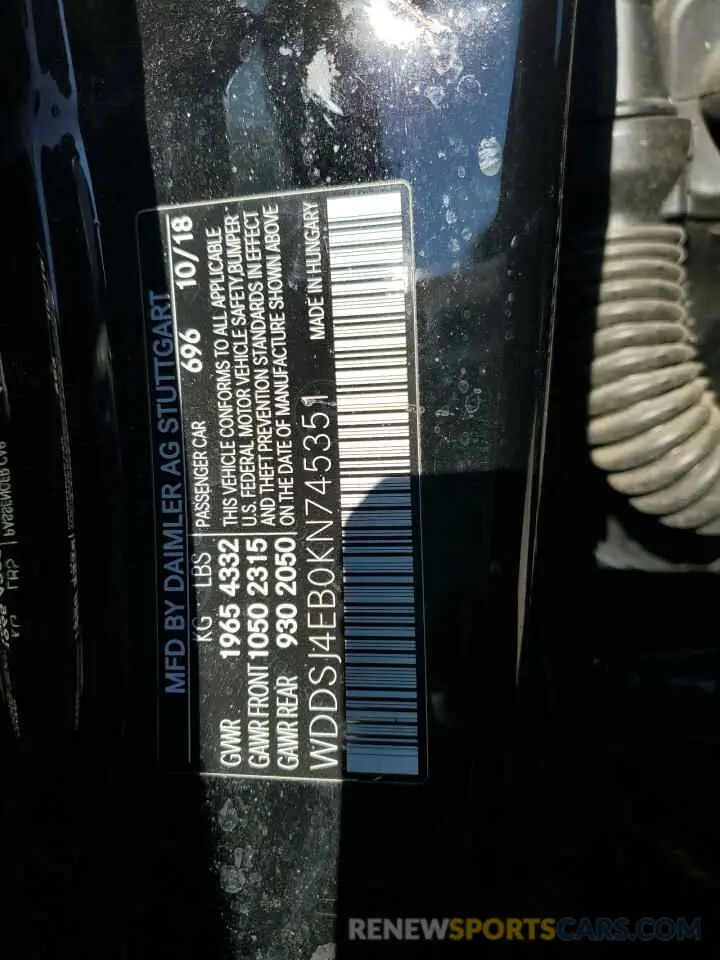 MFD BY DAIMLER AG STUTTGART
KG LBS PASSENGER CAR 696 10/18
GVWR 1965 4332 THIS VEHICLE CONFORMS TO ALL APPLICABLE
GAWR FRONT 1050 2315 U.S. FEDERAL MOTOR VEHICLE SAFETY, BUMPER
AND THEFT PREVENTION STANDARDS IN EFFECT
GAWR REAR 930 2050 ON THE DATE OF MANUFACTURE SHOWN ABOVE
WDDSJ4EB0KN745351 MADE IN HUNGARY
RENEWSPORTSCARS.COM